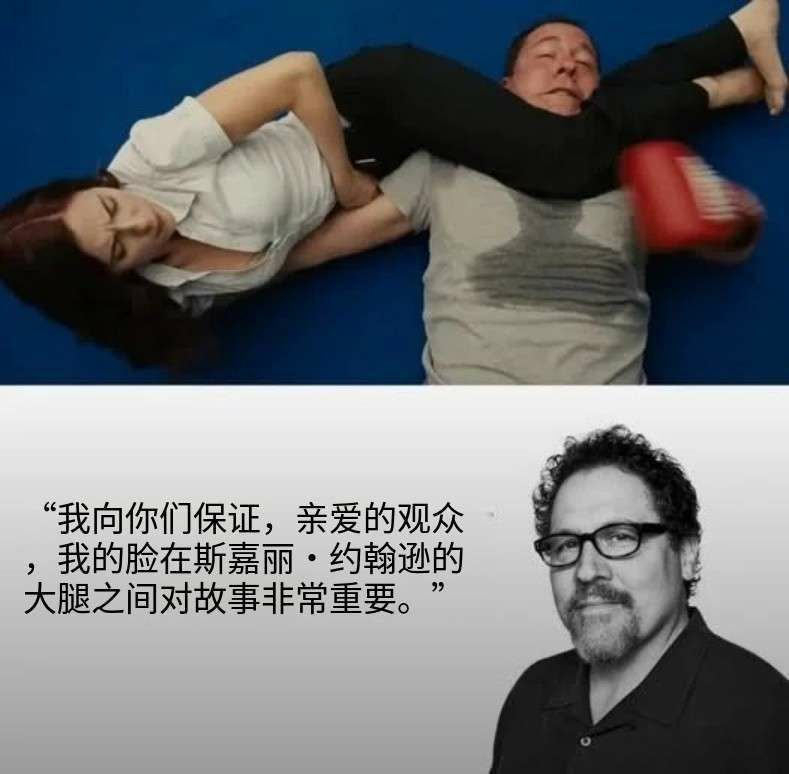 “我向你们保证，亲爱的观众
，我的脸在斯嘉丽·约翰逊的
大腿之间对故事非常重要。”